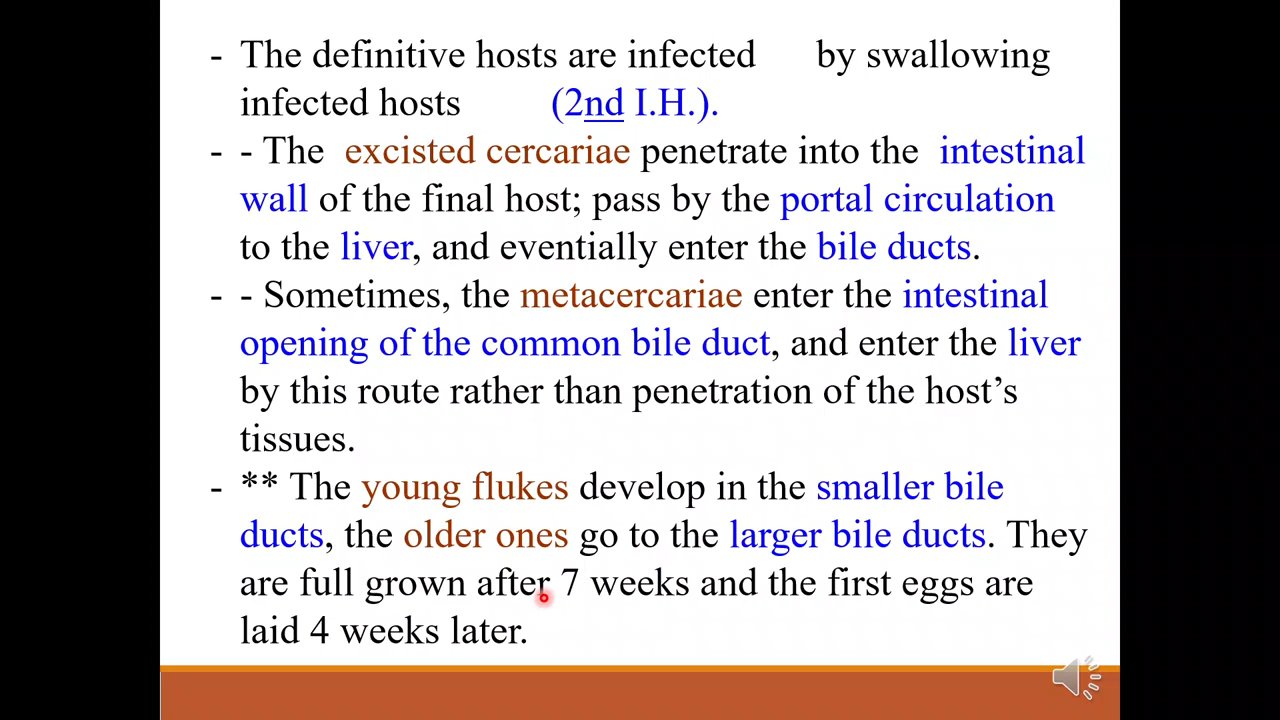 - The definitive hosts are infected by swallowing
infected hosts (2nd I.H.).
- - The excisted cercariae penetrate into the intestinal
wall of the final host; pass by the portal circulation
to the liver, and eventially enter the bile ducts.
- - Sometimes, the metacercariae enter the intestinal
opening of the common bile duct, and enter the liver
by this route rather than penetration of the host’s
tissues.
- ** The young flukes develop in the smaller bile
ducts, the older ones go to the larger bile ducts. They
are full grown after 7 weeks and the first eggs are
laid 4 weeks later.